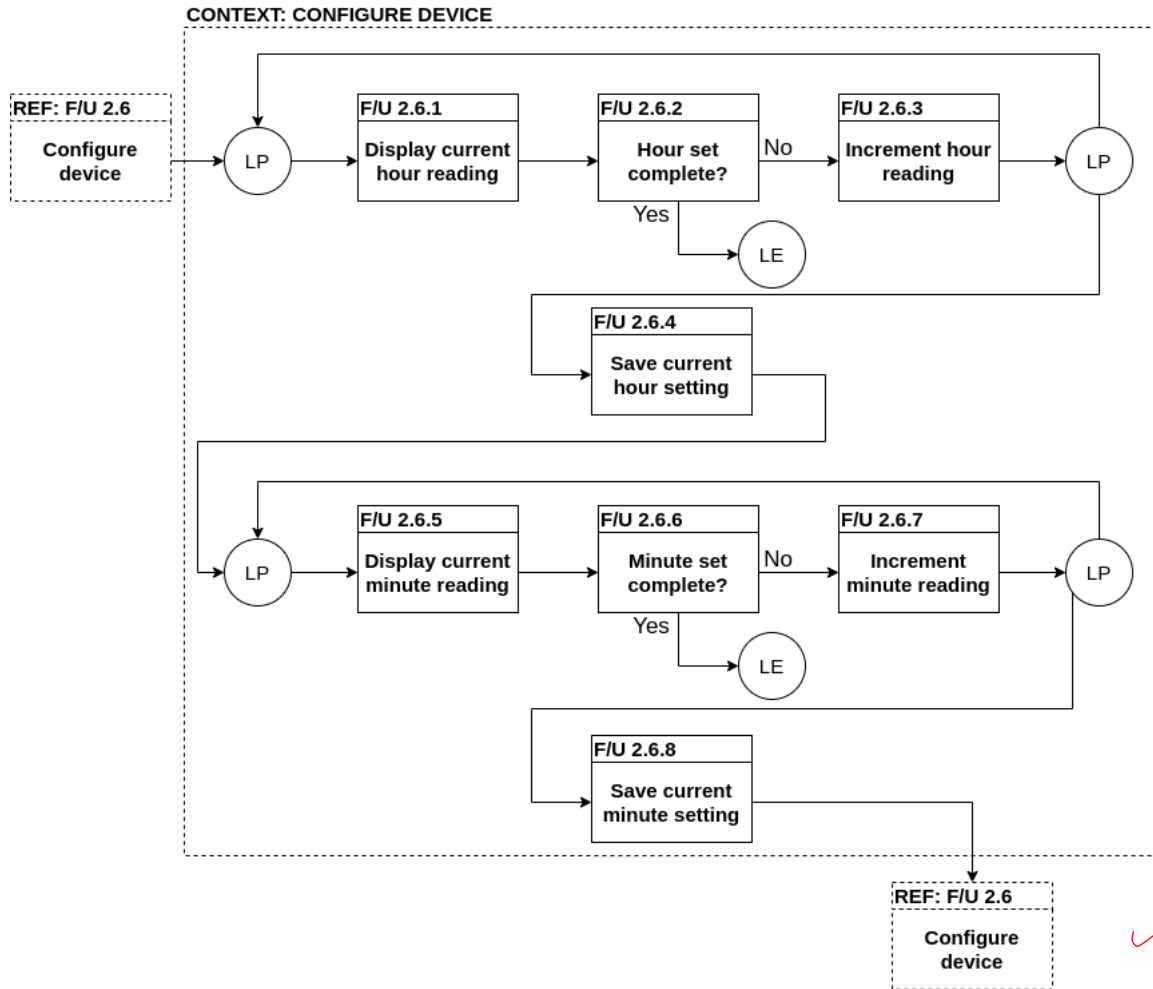 CONTEXT: CONFIGURE DEVICE
REF: F/U 2.6
Configure
device
LP
F/U 2.6.1
Display current
hour reading
F/U 2.6.2
Hour set
complete?
No
Yes
LE
F/U 2.6.3
Increment hour
reading
LP
F/U 2.6.4
Save current
hour setting
LP
F/U 2.6.5
Display current
minute reading
F/U 2.6.6
Minute set
complete?
No
Yes
LE
F/U 2.6.7
Increment
minute reading
LP
F/U 2.6.8
Save current
minute setting
REF: F/U 2.6
Configure
device